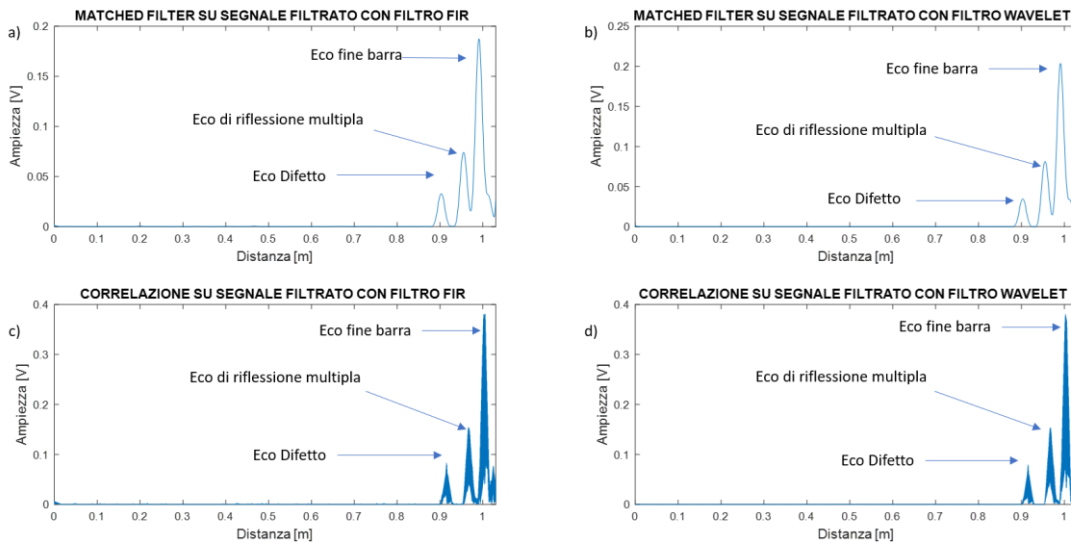 a)
MATCHED FILTER SU SEGNALE FILTRATO CON FILTRO FIR
0.2
0.15
0.1
0.05
0
Ampiezza [V]
Eco fine barra
Eco di riflessione multipla
Eco Difetto
0 0.1 0.2 0.3 0.4 0.5 0.6 0.7 0.8 0.9 1
Distanza [m]
b)
MATCHED FILTER SU SEGNALE FILTRATO CON FILTRO WAVELET
0.25
0.2
0.15
0.1
0.05
0
Ampiezza [V]
Eco fine barra
Eco di riflessione multipla
Eco Difetto
0 0.1 0.2 0.3 0.4 0.5 0.6 0.7 0.8 0.9 1
Distanza [m]
c)
CORRELAZIONE SU SEGNALE FILTRATO CON FILTRO FIR
0.4
0.3
0.2
0.1
0
Ampiezza [V]
Eco fine barra
Eco di riflessione multipla
Eco Difetto
0 0.1 0.2 0.3 0.4 0.5 0.6 0.7 0.8 0.9 1
Distanza [m]
d)
CORRELAZIONE SU SEGNALE FILTRATO CON FILTRO WAVELET
0.4
0.3
0.2
0.1
0
Ampiezza [V]
Eco fine barra
Eco di riflessione multipla
Eco Difetto
0 0.1 0.2 0.3 0.4 0.5 0.6 0.7 0.8 0.9 1
Distanza [m]